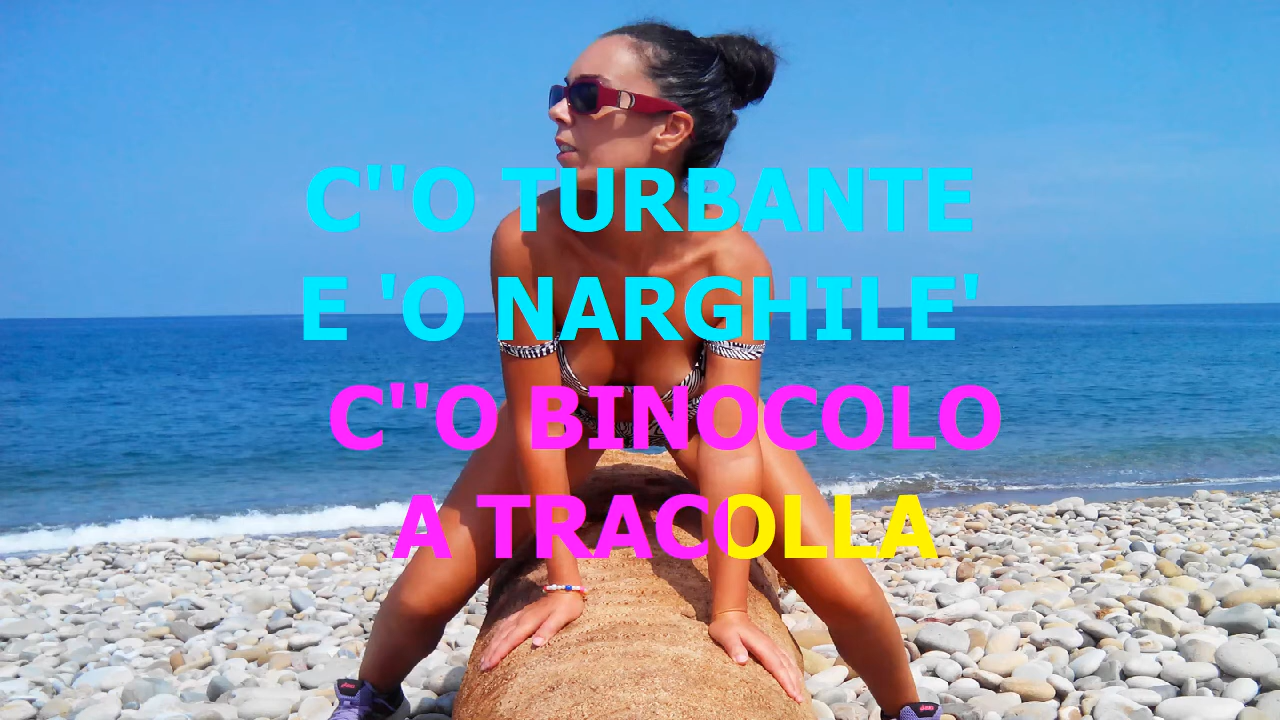 C''O TURBANTE
E 'O NARGHILE'
C''O BINOCOLO
A TRACOLLA